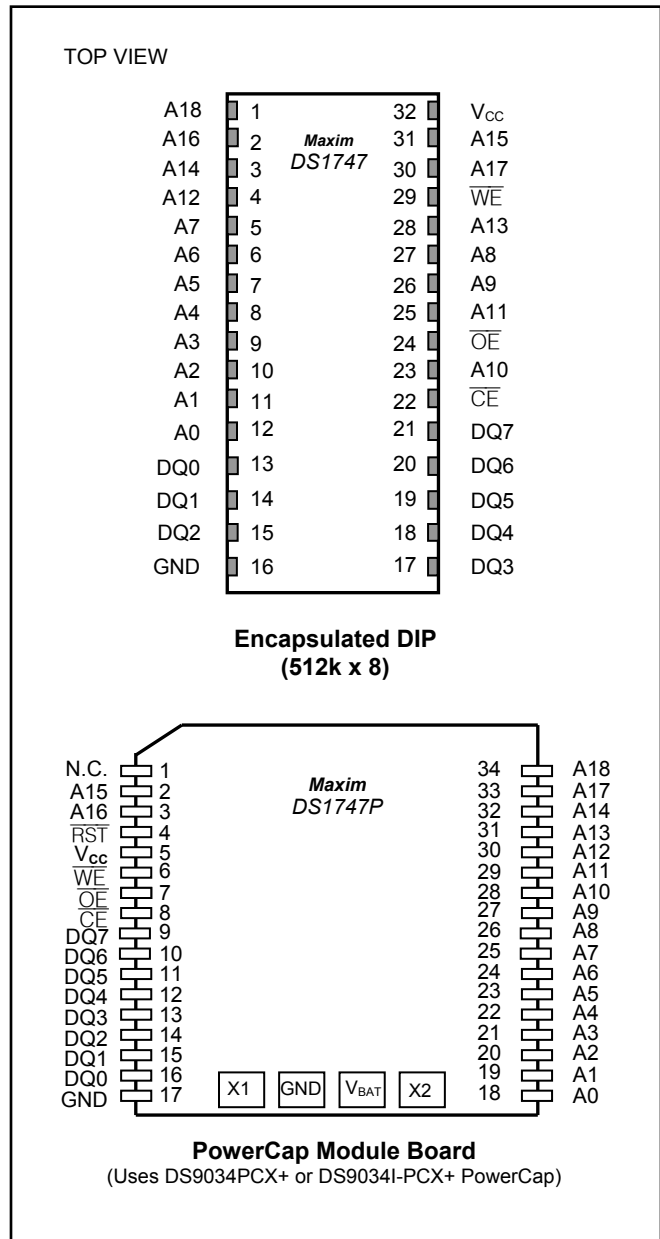 TOP VIEW
A18 1 Maxim 32 VCC
A16 2 DS1747 31 A15
A14 3 30 A17
A12 4 29 W̅E̅
A7 5 28 A13
A6 6 27 A8
A5 7 26 A9
A4 8 25 A11
A3 9 24 O̅E̅
A2 10 23 A10
A1 11 22 C̅E̅
A0 12 21 DQ7
DQ0 13 20 DQ6
DQ1 14 19 DQ5
DQ2 15 18 DQ4
GND 16 17 DQ3
Encapsulated DIP
(512k x 8)
N.C. 1 Maxim 34 A18
A15 2 DS1747P 33 A17
A16 3 32 A14
R̅S̅T̅ 4 31 A13
VCC 5 30 A12
W̅E̅ 6 29 A11
O̅E̅ 7 28 A10
C̅E̅ 8 27 A9
DQ7 9 26 A8
DQ6 10 25 A7
DQ5 11 24 A6
DQ4 12 23 A5
DQ3 13 22 A4
DQ2 14 21 A3
DQ1 15 20 A2
DQ0 16 19 A1
GND 17 X1 GND VBAT X2 18 A0
PowerCap Module Board
(Uses DS9034PCX+ or DS9034I-PCX+ PowerCap)